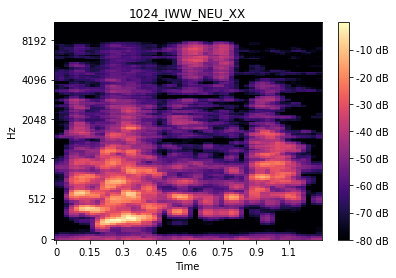 1024_IWW_NEU_XX
8192
4096
2048
1024
512
0
Hz
0 0.15 0.3 0.45 0.6 0.75 0.9 1.1
Time
-10 dB
-20 dB
-30 dB
-40 dB
-50 dB
-60 dB
-70 dB
-80 dB